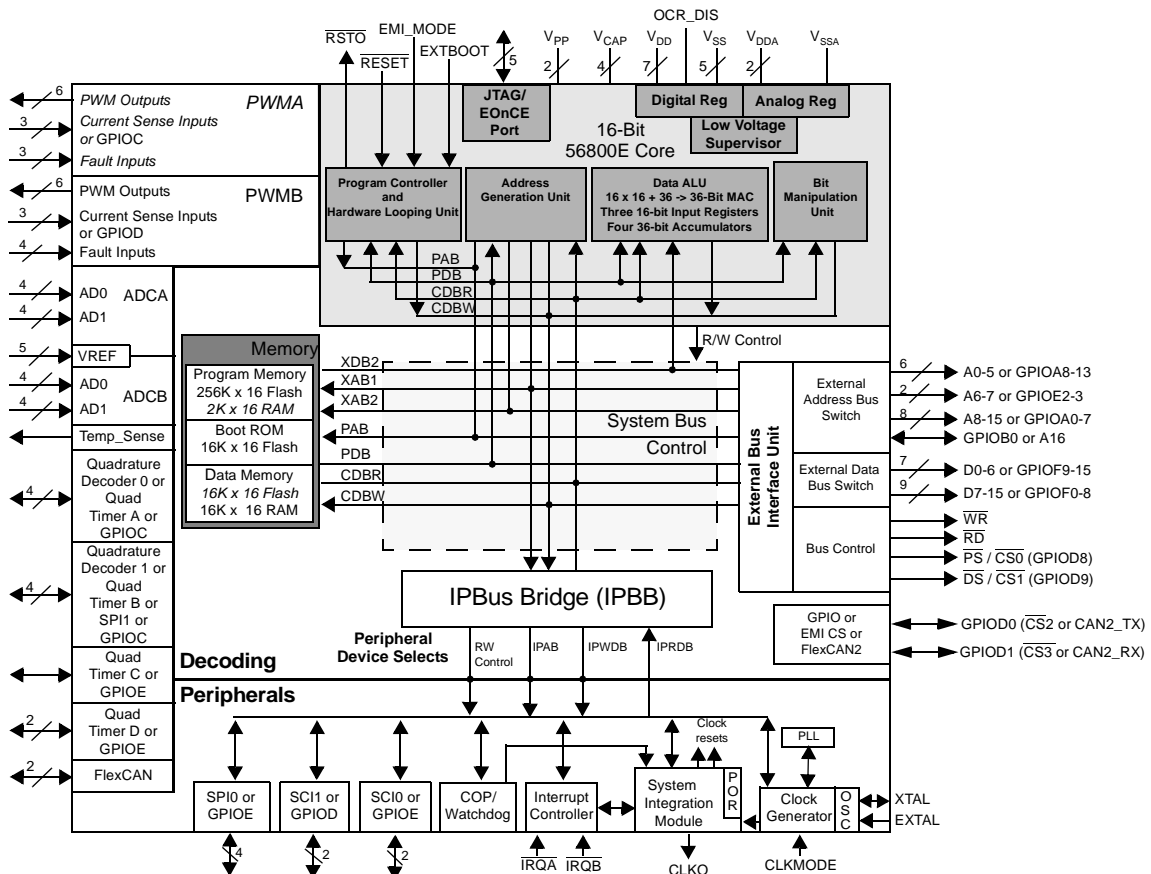 OCR_DIS
RSTO
EMI_MODE
RESET
EXTBOOT
5
VPP
2
VCAP
4
VDD
7
VSS
5
VDDA
2
VSSA
6
PWM Outputs
PWMA
3
Current Sense Inputs
or GPIOC
3
Fault Inputs
6
PWM Outputs
PWMB
3
Current Sense Inputs
or GPIOD
4
Fault Inputs
JTAG/
EOnCE
Port
Digital Reg
Analog Reg
Low Voltage
Supervisor
16-Bit
56800E Core
Program Controller
and
Hardware Looping Unit
Address
Generation Unit
Data ALU
16 x 16 + 36 -> 36-Bit MAC
Three 16-bit Input Registers
Four 36-bit Accumulators
Bit
Manipulation
Unit
PAB
PDB
CDBR
CDBW
R/W Control
4
AD0
ADCA
4
AD1
5
VREF
4
AD0
ADCB
4
AD1
Temp_Sense
4
Quadrature
Decoder 0 or
Quad
Timer A or
GPIOC
4
Quadrature
Decoder 1 or
Quad
Timer B or
SPI1 or
GPIOC
Quad
Timer C or
GPIOE
2
Quad
Timer D or
GPIOE
2
FlexCAN
Memory
Program Memory
256K x 16 Flash
2K x 16 RAM
Boot ROM
16K x 16 Flash
Data Memory
16K x 16 Flash
16K x 16 RAM
XDB2
XAB1
XAB2
PAB
PDB
CDBR
CDBW
System Bus
Control
External Bus
Interface Unit
External
Address Bus
Switch
External Data
Bus Switch
Bus Control
6
A0-5 or GPIOA8-13
2
A6-7 or GPIOE2-3
8
A8-15 or GPIOA0-7
GPIOB0 or A16
7
D0-6 or GPIOF9-15
9
D7-15 or GPIOF0-8
WR
RD
PS / CS0 (GPIOD8)
DS / CS1 (GPIOD9)
GPIO or
EMI CS or
FlexCAN2
GPIOD0 (CS2 or CAN2_TX)
GPIOD1 (CS3 or CAN2_RX)
IPBus Bridge (IPBB)
Peripheral
Device Selects
RW
Control
IPAB
IPWDB
IPRDB
Decoding
Peripherals
Clock
resets
PLL
SPI0 or
GPIOE
SCI1 or
GPIOD
SCI0 or
GPIOE
COP/
Watchdog
Interrupt
Controller
System
Integration
Module
POR
Clock
Generator
OSC
XTAL
EXTAL
4
2
2
IRQA
IRQB
CLKO
CLKMODE